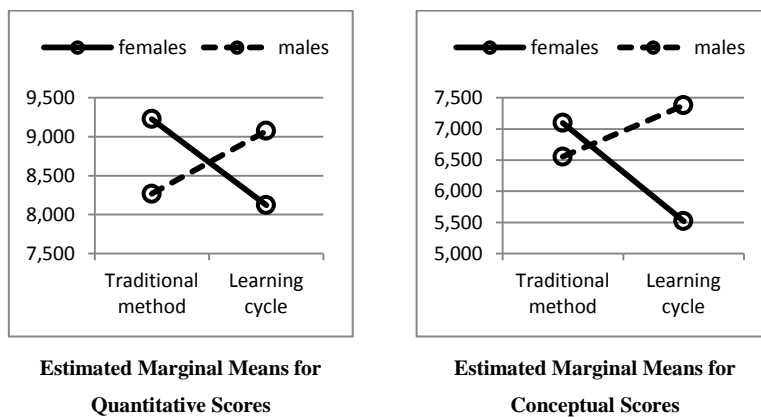 females males
9,500
9,000
8,500
8,000
7,500
Traditional method
Learning cycle
Estimated Marginal Means for
Quantitative Scores
females males
7,500
7,000
6,500
6,000
5,500
5,000
Traditional method
Learning cycle
Estimated Marginal Means for
Conceptual Scores